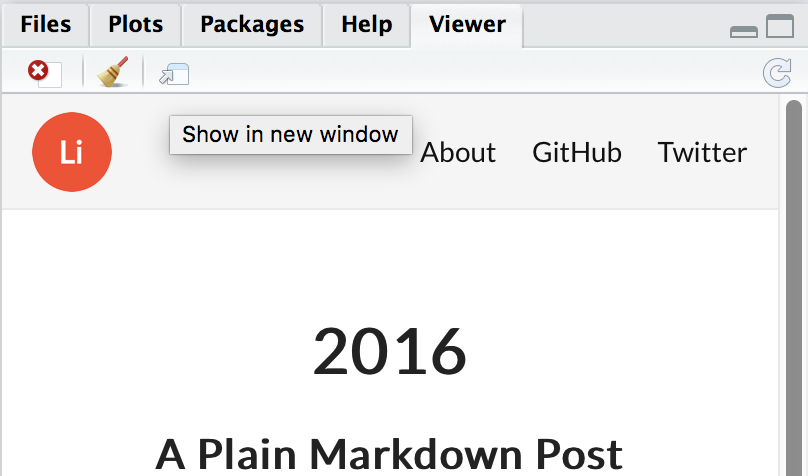 Files Plots Packages Help Viewer
Show in new window
Li About GitHub Twitter
2016
A Plain Markdown Post